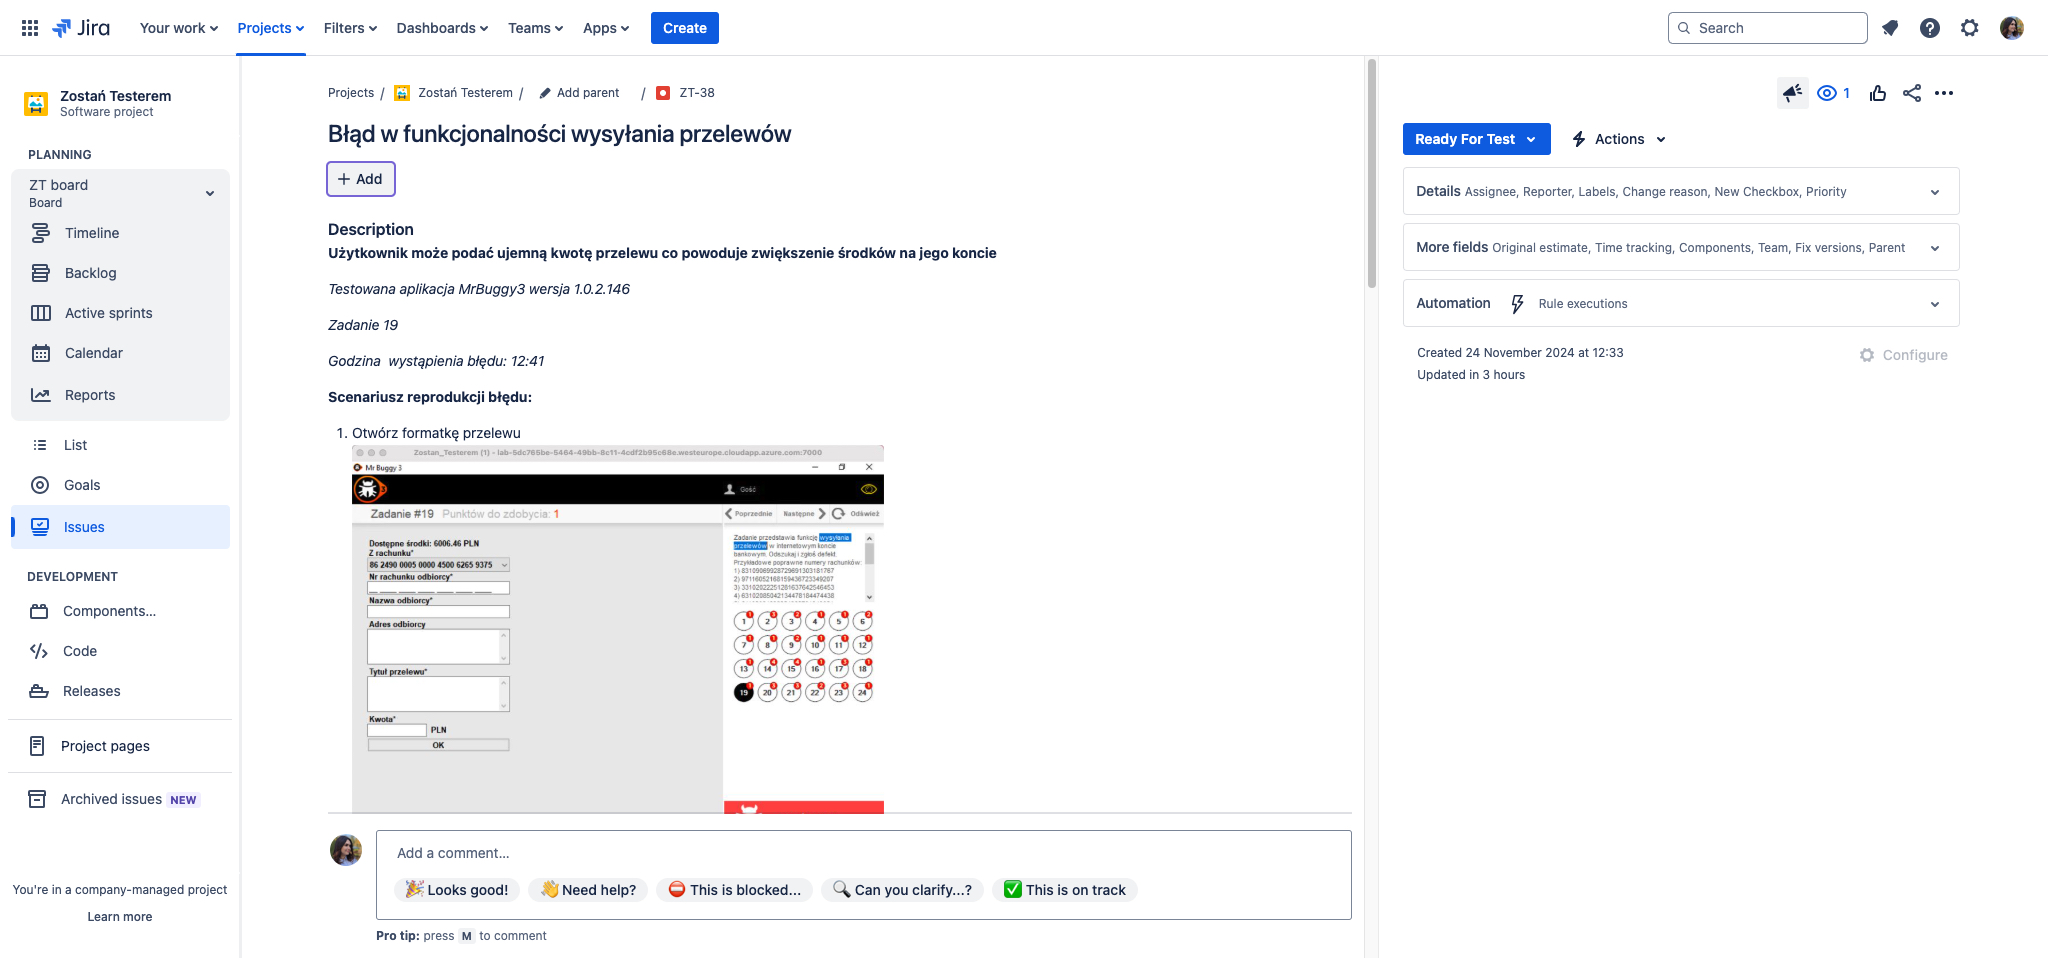 Jira
Your work
Projects
Filters
Dashboards
Teams
Apps
Create
Search
Zostań Testerem
Software project
PLANNING
ZT board
Board
Timeline
Backlog
Active sprints
Calendar
Reports
List
Goals
Issues
DEVELOPMENT
Components...
Code
Releases
Project pages
Archived issues NEW
You're in a company-managed project
Learn more
Projects / Zostań Testerem / Add parent / ZT-38
Błąd w funkcjonalności wysyłania przelewów
+ Add
Description
Użytkownik może podać ujemną kwotę przelewu co powoduje zwiększenie środków na jego koncie
Testowana aplikacja MrBuggy3 wersja 1.0.2.146
Zadanie 19
Godzina wystąpienia błędu: 12:41
Scenariusz reprodukcji błędu:
1. Otwórz formatkę przelewu
Zostan_Testerem (1) - lab-5dc765be-5464-49bb-8c11-4cdf2b95c68e.westeurope.cloudapp.azure.com:7000
Mr Buggy 3
3
Gość
Zadanie #19 Punktów do zdobycia: 1
Poprzednie
Następne
Odśwież
Dostępne środki: 6006.46 PLN
Z rachunku*
86 2490 0005 0000 4500 6265 9375
Nr rachunku odbiorcy*
Nazwa odbiorcy*
Adres odbiorcy
Tytuł przelewu*
Kwota*
PLN
OK
Zadanie przedstawia funkcję wysyłania
przelewów w internetowym koncie
bankowym. Odszukaj i zgłoś defekt.
Przykładowe poprawne numery rachunków:
1) 83109069928729691303181767
2) 97116052168159436723349207
3) 33102022251281637642546453
4) 63102085042134478184474438
1 2 3 4 5 6
7 8 9 10 11 12
13 14 15 16 17 18
19 20 21 22 23 24
Add a comment...
Looks good!
Need help?
This is blocked...
Can you clarify...?
This is on track
Pro tip: press M to comment
1
Ready For Test
Actions
Details Assignee, Reporter, Labels, Change reason, New Checkbox, Priority
More fields Original estimate, Time tracking, Components, Team, Fix versions, Parent
Automation Rule executions
Created 24 November 2024 at 12:33
Updated in 3 hours
Configure